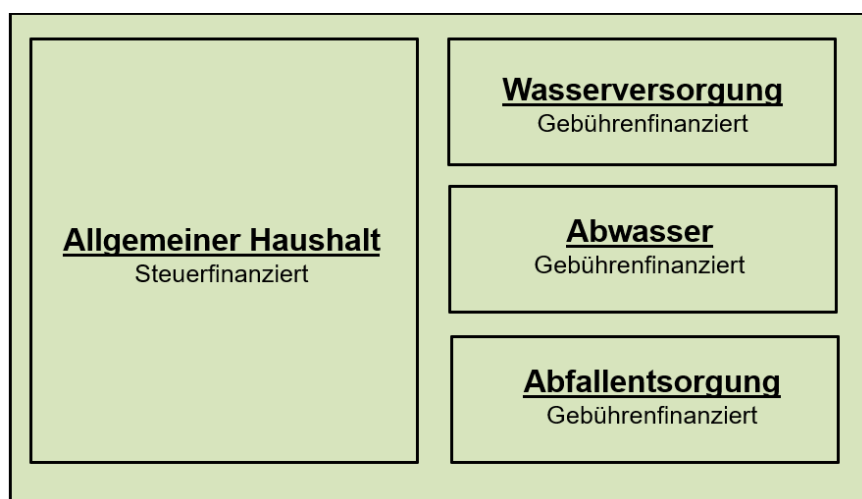 Allgemeiner Haushalt
Steuerfinanziert
Wasserversorgung
Gebührenfinanziert
Abwasser
Gebührenfinanziert
Abfallentsorgung
Gebührenfinanziert